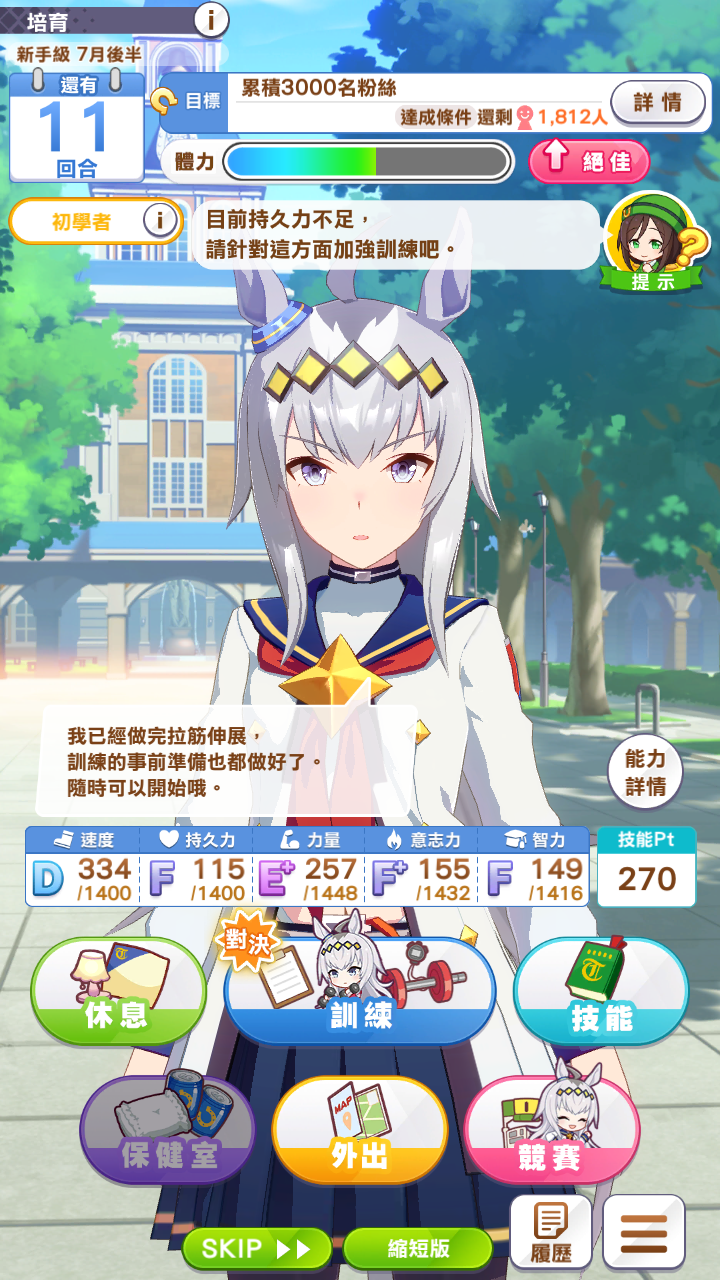 培育
新手級 7月後半
還有
11
回合
目標
累積3000名粉絲
達成條件 還剩 1,812人
詳情
體力
絕佳
初學者
目前持久力不足，
請針對這方面加強訓練吧。
提示
我已經做完拉筋伸展，
訓練的事前準備也都做好了。
隨時可以開始哦。
能力
詳情
速度 持久力 力量 意志力 智力 技能Pt
D 334 /1400
F 115 /1400
E+ 257 /1448
F+ 155 /1432
F 149 /1416
270
對決
休息
訓練
技能
MAP
保健室
外出
競賽
SKIP
縮短版
履歷